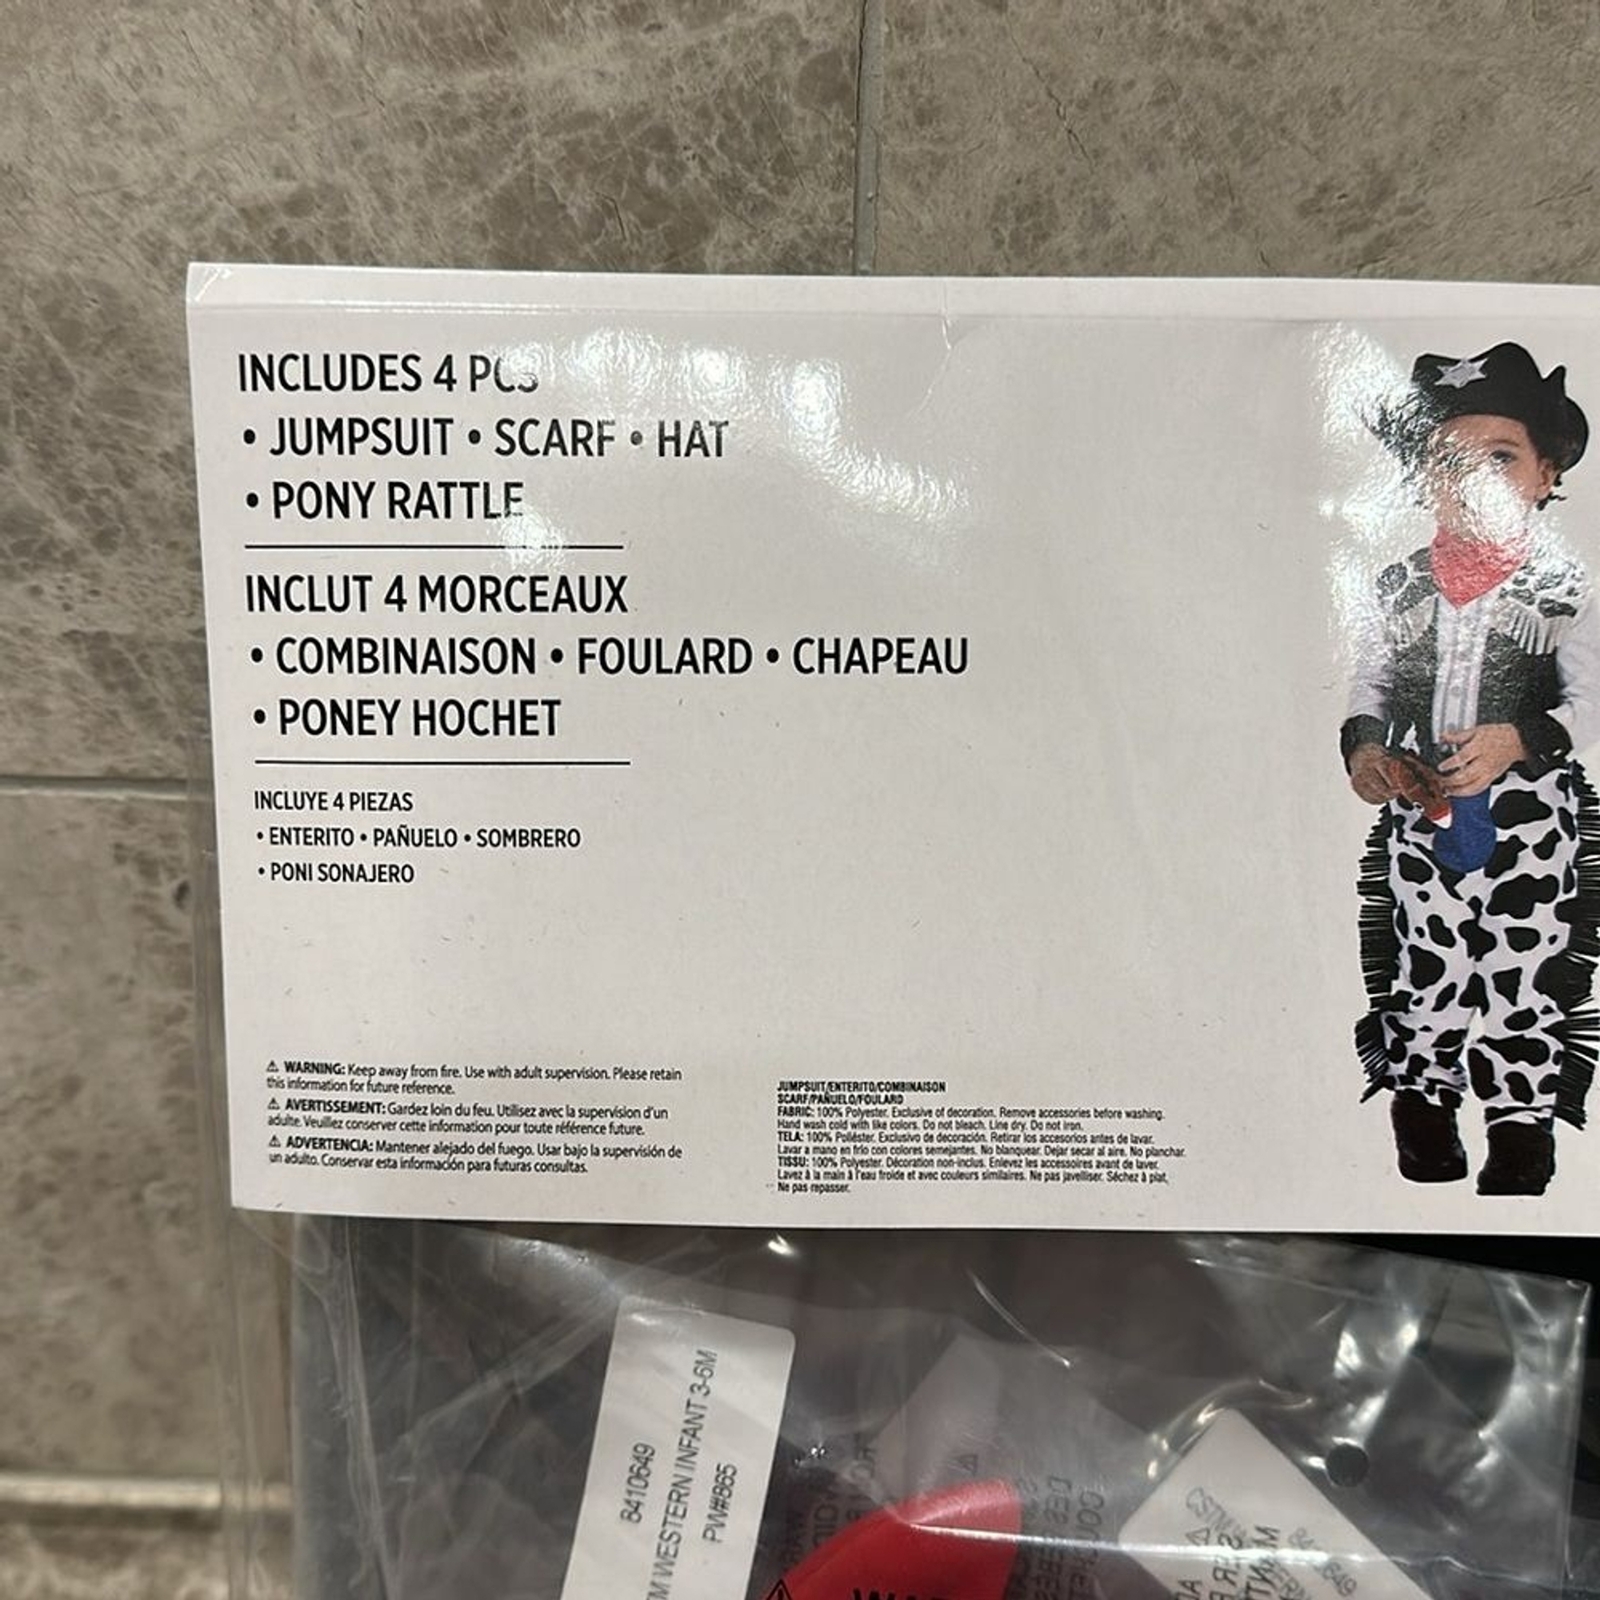 INCLUDES 4 PCS
• JUMPSUIT • SCARF • HAT
• PONY RATTLE
INCLUT 4 MORCEAUX
• COMBINAISON • FOULARD • CHAPEAU
• PONEY HOCHET
INCLUYE 4 PIEZAS
• ENTERITO • PAÑUELO • SOMBRERO
• PONI SONAJERO
⚠ WARNING: Keep away from fire. Use with adult supervision. Please retain
this information for future reference.
⚠ AVERTISSEMENT: Gardez loin du feu. Utilisez avec la supervision d'un
adulte. Veuillez conserver cette information pour toute référence future.
⚠ ADVERTENCIA: Mantener alejado del fuego. Usar bajo la supervisión de
un adulto. Conservar esta información para futuras consultas.
JUMPSUIT/ENTERITO/COMBINAISON
SCARF/PAÑUELO/FOULARD
FABRIC: 100% Polyester. Exclusive of decoration. Remove accessories before washing.
Hand wash cold with like colors. Do not bleach. Line dry. Do not iron.
TELA: 100% Poliéster. Exclusivo de decoración. Retirar los accesorios antes de lavar.
Lavar a mano en frío con colores semejantes. No blanquear. Dejar secar al aire. No planchar.
TISSU: 100% Polyester. Décoration non-inclus. Enlevez les accessoires avant de laver.
Lavez à la main à l'eau froide et avec couleurs similaires. Ne pas javelliser. Séchez à plat.
Ne pas repasser.
8410649
WESTERN INFANT 3-6M
PW#865